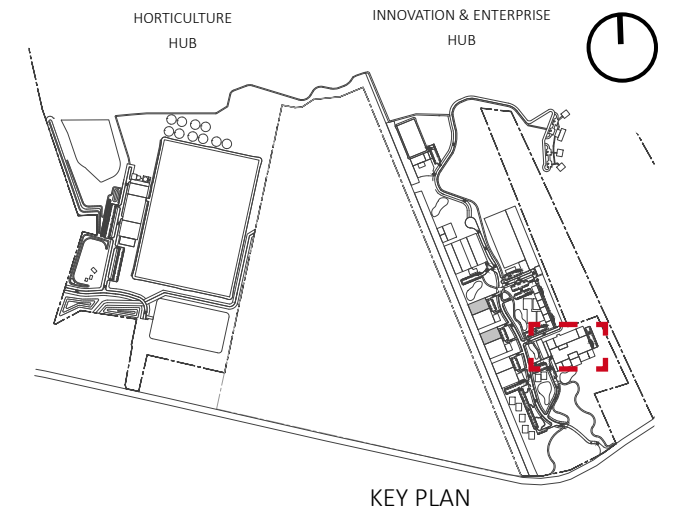 HORTICULTURE
HUB
INNOVATION & ENTERPRISE
HUB
KEY PLAN